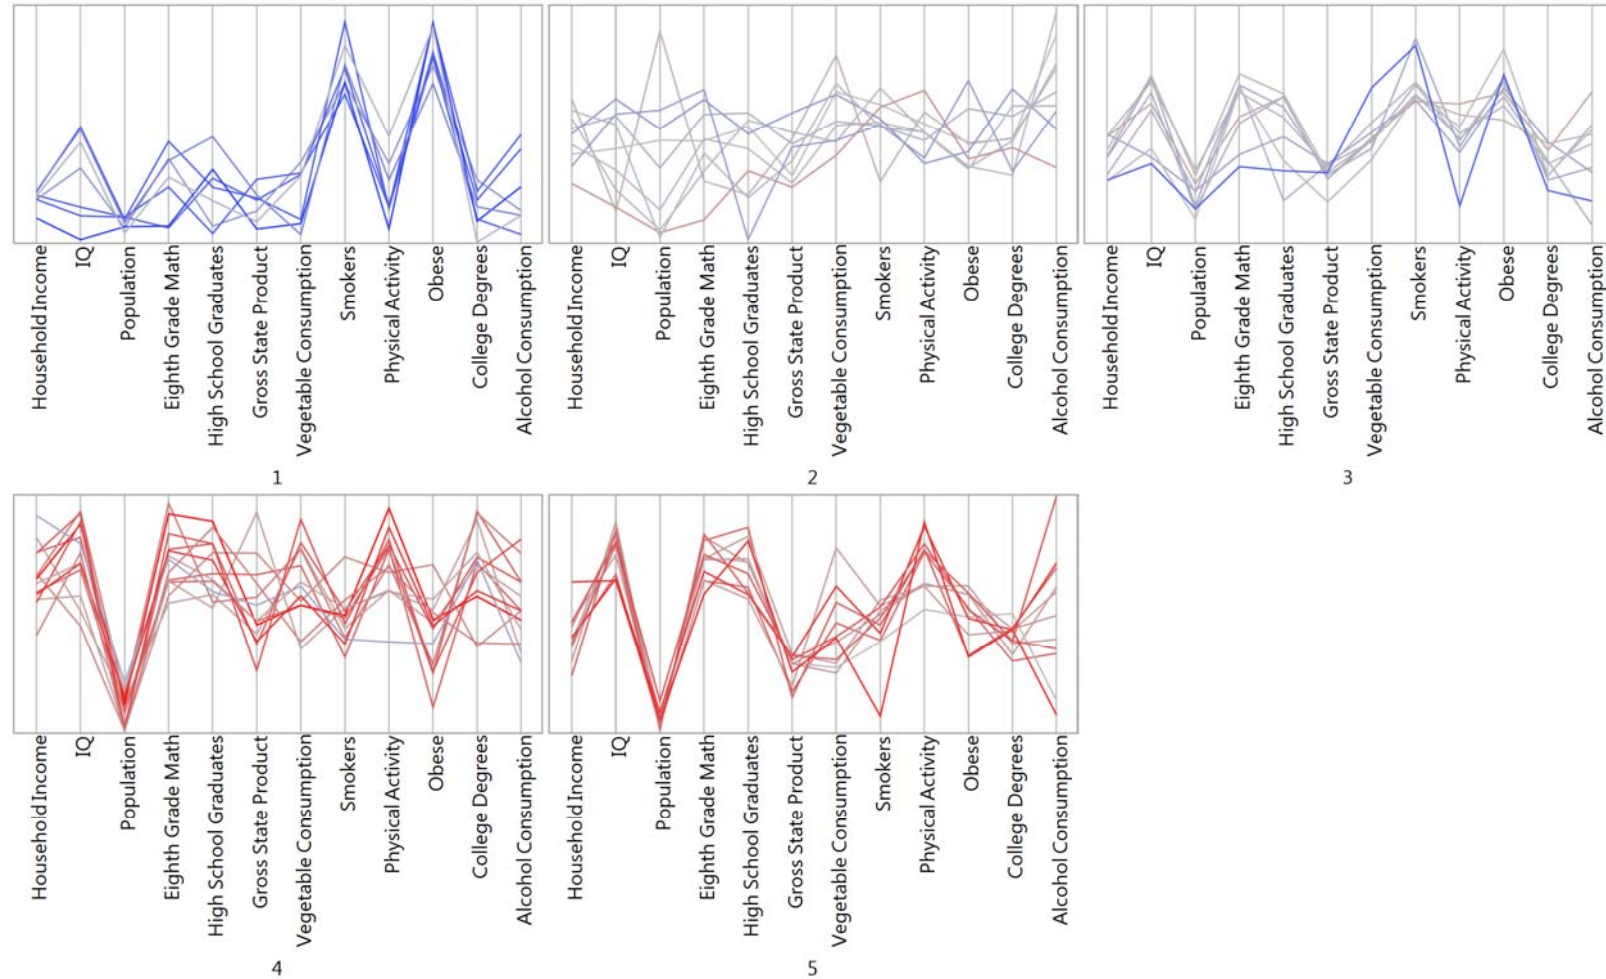 Household Income
IQ
Population
Eighth Grade Math
High School Graduates
Gross State Product
Vegetable Consumption
Smokers
Physical Activity
Obese
College Degrees
Alcohol Consumption
1
Household Income
IQ
Population
Eighth Grade Math
High School Graduates
Gross State Product
Vegetable Consumption
Smokers
Physical Activity
Obese
College Degrees
Alcohol Consumption
2
Household Income
IQ
Population
Eighth Grade Math
High School Graduates
Gross State Product
Vegetable Consumption
Smokers
Physical Activity
Obese
College Degrees
Alcohol Consumption
3
Household Income
IQ
Population
Eighth Grade Math
High School Graduates
Gross State Product
Vegetable Consumption
Smokers
Physical Activity
Obese
College Degrees
Alcohol Consumption
4
Household Income
IQ
Population
Eighth Grade Math
High School Graduates
Gross State Product
Vegetable Consumption
Smokers
Physical Activity
Obese
College Degrees
Alcohol Consumption
5